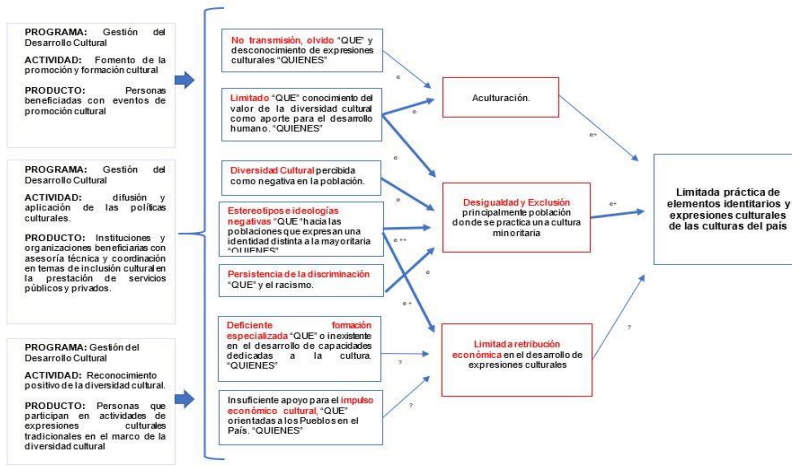 PROGRAMA: Gestión del
Desarrollo Cultural
ACTIVIDAD: Fomento de la
promoción y formación cultural
PRODUCTO: Personas
beneficiadas con eventos de
promoción cultural
PROGRAMA: Gestión del
Desarrollo Cultural
ACTIVIDAD: difusión y
aplicación de las políticas
culturales.
PRODUCTO: Instituciones y
organizaciones beneficiarias con
asesoría técnica y coordinación
en temas de inclusión cultural en
la prestación de servicios
públicos y privados.
PROGRAMA: Gestión del
Desarrollo Cultural
ACTIVIDAD: Reconocimiento
positivo de la diversidad cultural.
PRODUCTO: Personas que
participan en actividades de
expresiones culturales
tradicionales en el marco de la
diversidad cultural
No transmisión, olvido “QUE” y
desconocimiento de expresiones
culturales “QUIENES”
Limitado “QUE” conocimiento del
valor de la diversidad cultural
como aporte para el desarrollo
humano. “QUIENES”
Diversidad Cultural percibida
como negativa en la población.
Estereotipos e ideologías
negativas “QUE “hacia las
poblaciones que expresan una
identidad distinta a la mayoritaria
“QUIENES”
Persistencia de la discriminación
“QUE” y el racismo.
Deficiente formación
especializada “QUE” o inexistente
en el desarrollo de capacidades
dedicadas a la cultura.
“QUIENES”
Insuficiente apoyo para el impulso
económico cultural, “QUE”
orientadas a los Pueblos en el
País. “QUIENES”
e
e
e
e
e ++
e
e +
?
?
Aculturación.
Desigualdad y Exclusión
principalmente población
donde se practica una cultura
minoritaria
Limitada retribución
económica en el desarrollo de
expresiones culturales
e+
e+
?
Limitada práctica de
elementos identitarios y
expresiones culturales
de las culturas del país